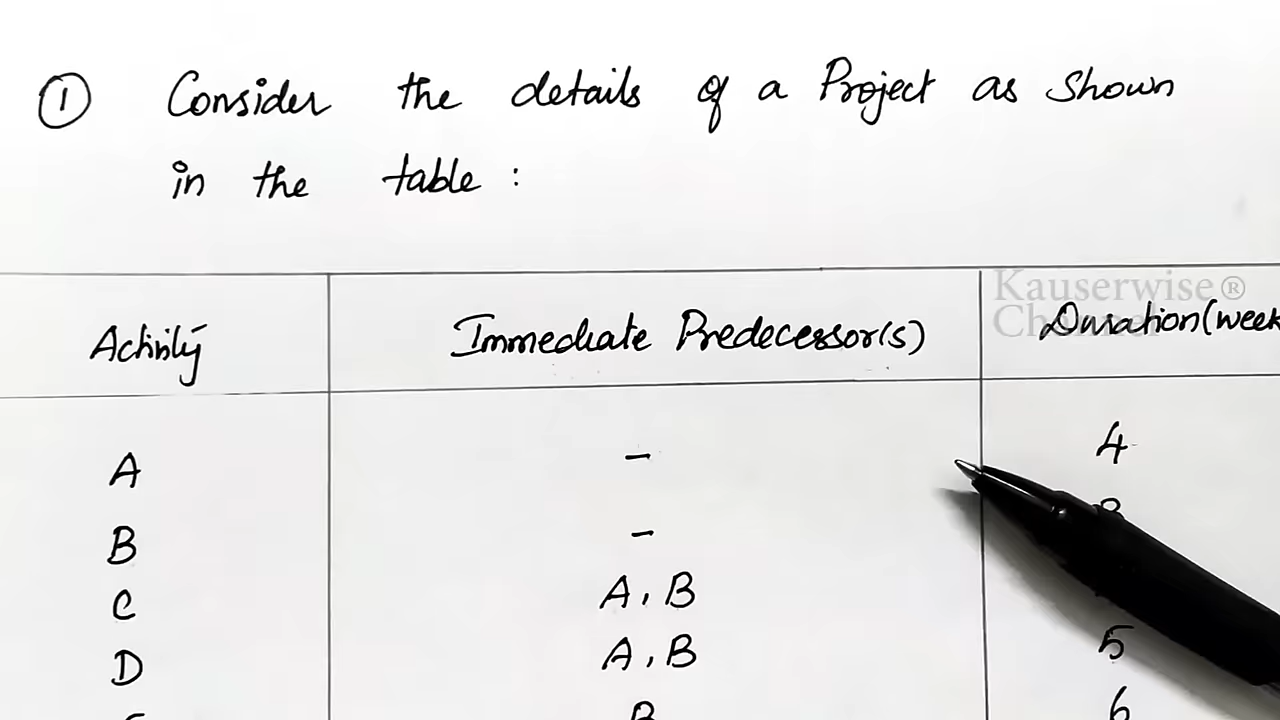 ① Consider the details of a Project as Shown
in the table :
Kauserwise®
Activity Immediate Predecessor(s) Duration(week
A - 4
B -
C A, B
D A, B 5
B 6